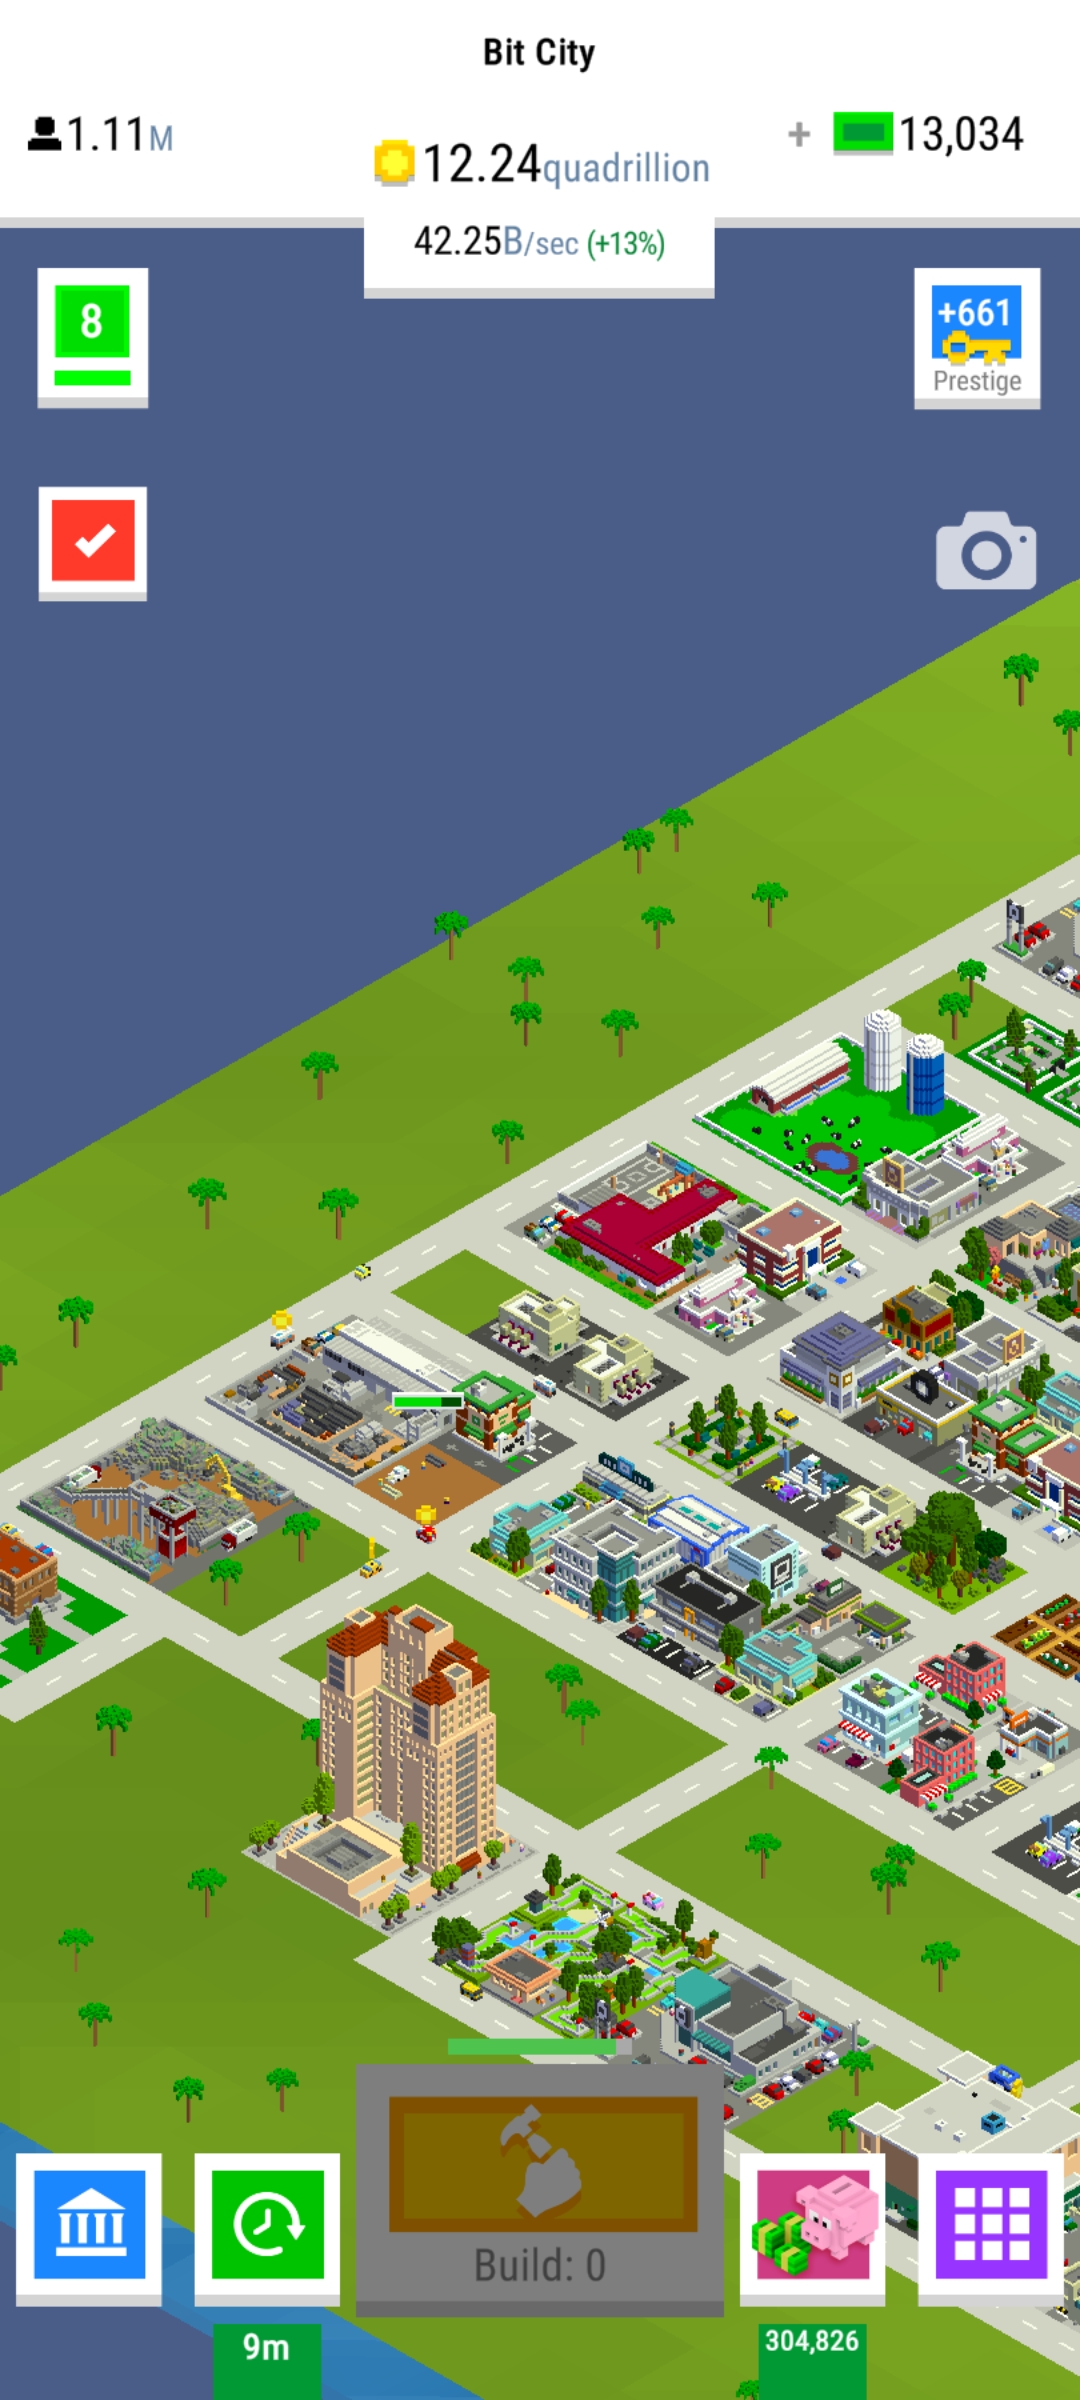 Bit City
1.11M
12.24quadrillion
+ 13,034
42.25B/sec (+13%)
8
+661
Prestige
Build: 0
9m
304,826